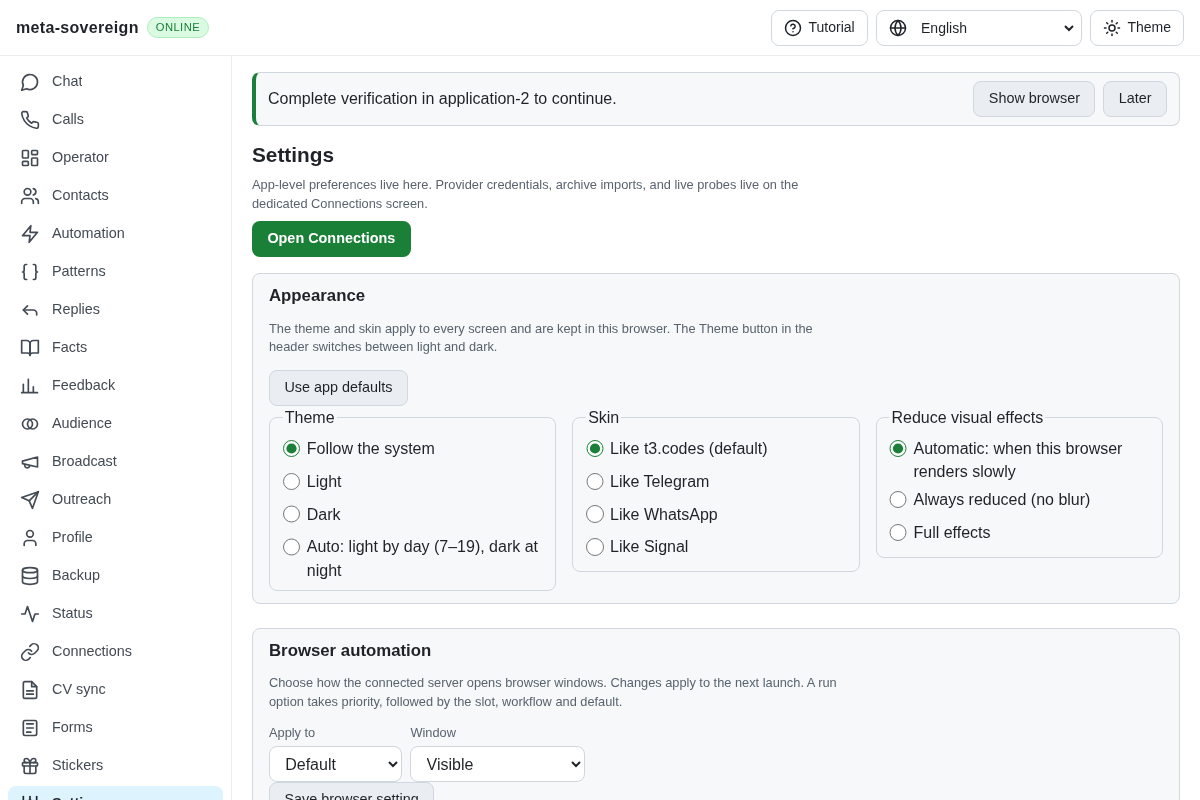 meta-sovereign ONLINE
Tutorial
English
Theme
Chat
Calls
Operator
Contacts
Automation
Patterns
Replies
Facts
Feedback
Audience
Broadcast
Outreach
Profile
Backup
Status
Connections
CV sync
Forms
Stickers
Complete verification in application-2 to continue.
Show browser
Later
Settings
App-level preferences live here. Provider credentials, archive imports, and live probes live on the
dedicated Connections screen.
Open Connections
Appearance
The theme and skin apply to every screen and are kept in this browser. The Theme button in the
header switches between light and dark.
Use app defaults
Theme
Follow the system
Light
Dark
Auto: light by day (7–19), dark at
night
Skin
Like t3.codes (default)
Like Telegram
Like WhatsApp
Like Signal
Reduce visual effects
Automatic: when this browser
renders slowly
Always reduced (no blur)
Full effects
Browser automation
Choose how the connected server opens browser windows. Changes apply to the next launch. A run
option takes priority, followed by the slot, workflow and default.
Apply to
Default
Window
Visible
Save browser setting